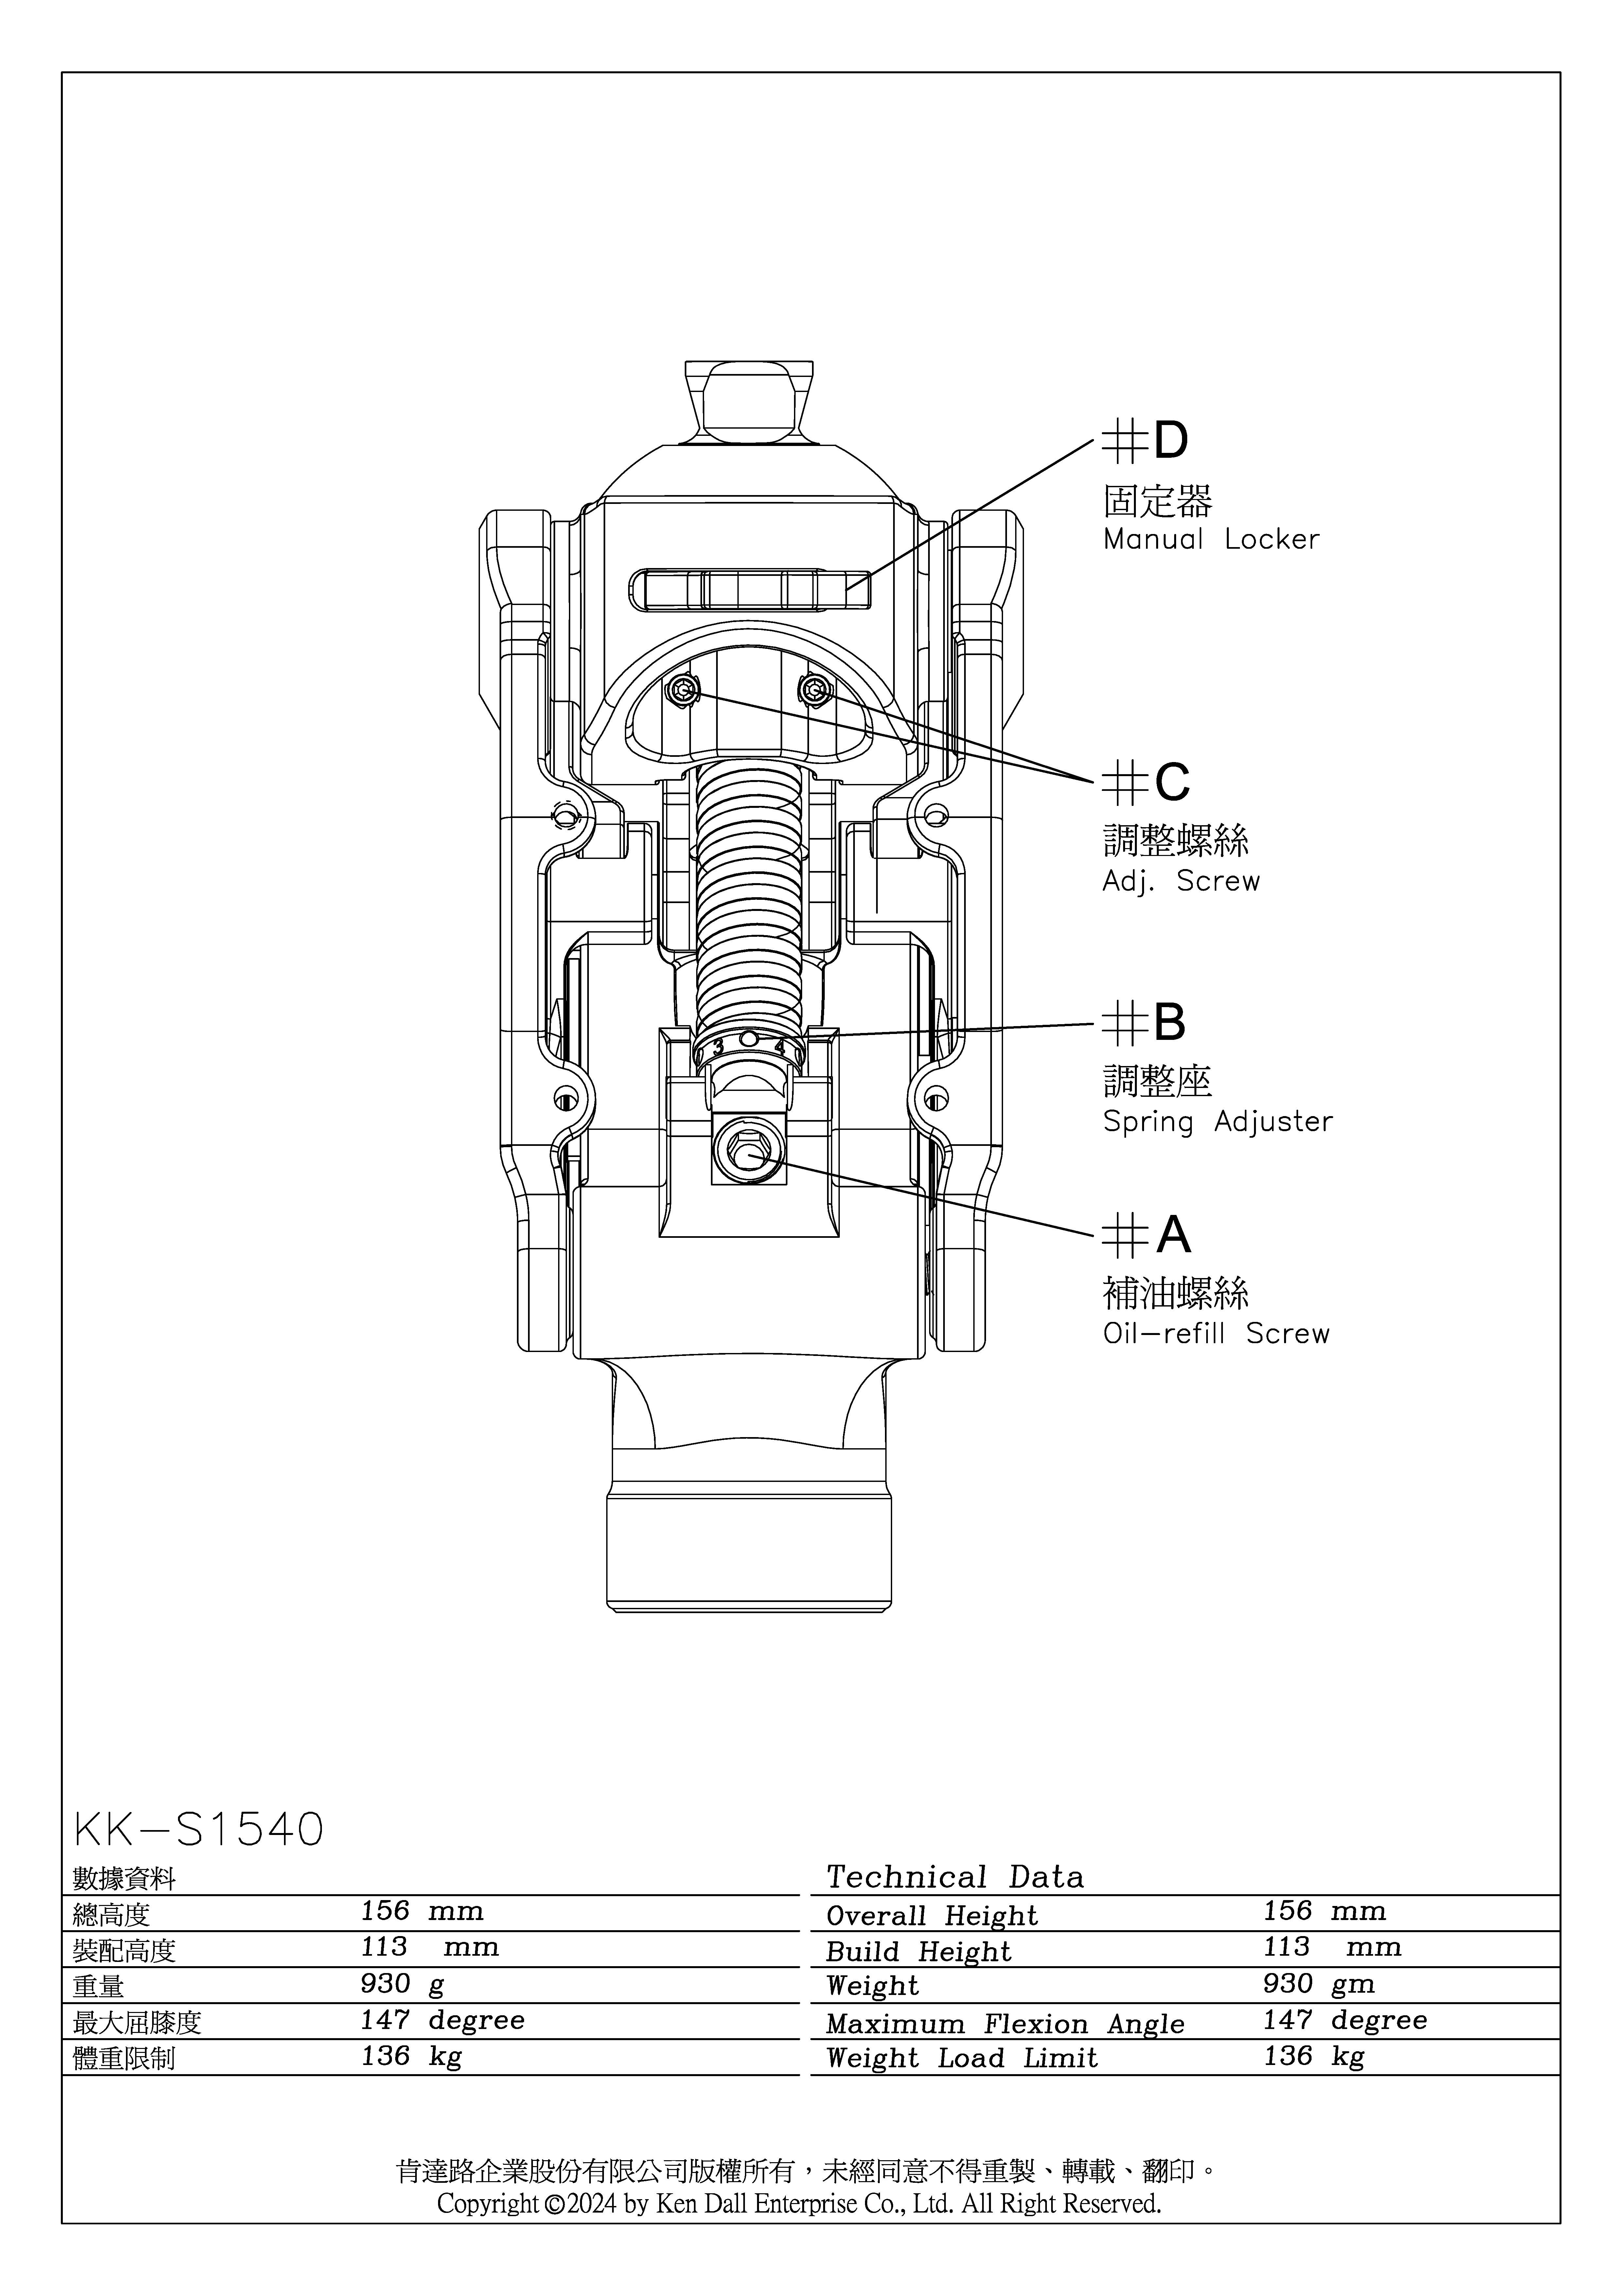 #D
固定器
Manual Locker
#C
調整螺絲
Adj. Screw
#B
調整座
Spring Adjuster
3 4
#A
補油螺絲
Oil-refill Screw
KK-S1540
數據資料
總高度 156 mm
裝配高度 113 mm
重量 930 g
最大屈膝度 147 degree
體重限制 136 kg
Technical Data
Overall Height 156 mm
Build Height 113 mm
Weight 930 gm
Maximum Flexion Angle 147 degree
Weight Load Limit 136 kg
肯達路企業股份有限公司版權所有，未經同意不得重製、轉載、翻印。
Copyright ©2024 by Ken Dall Enterprise Co., Ltd. All Right Reserved.